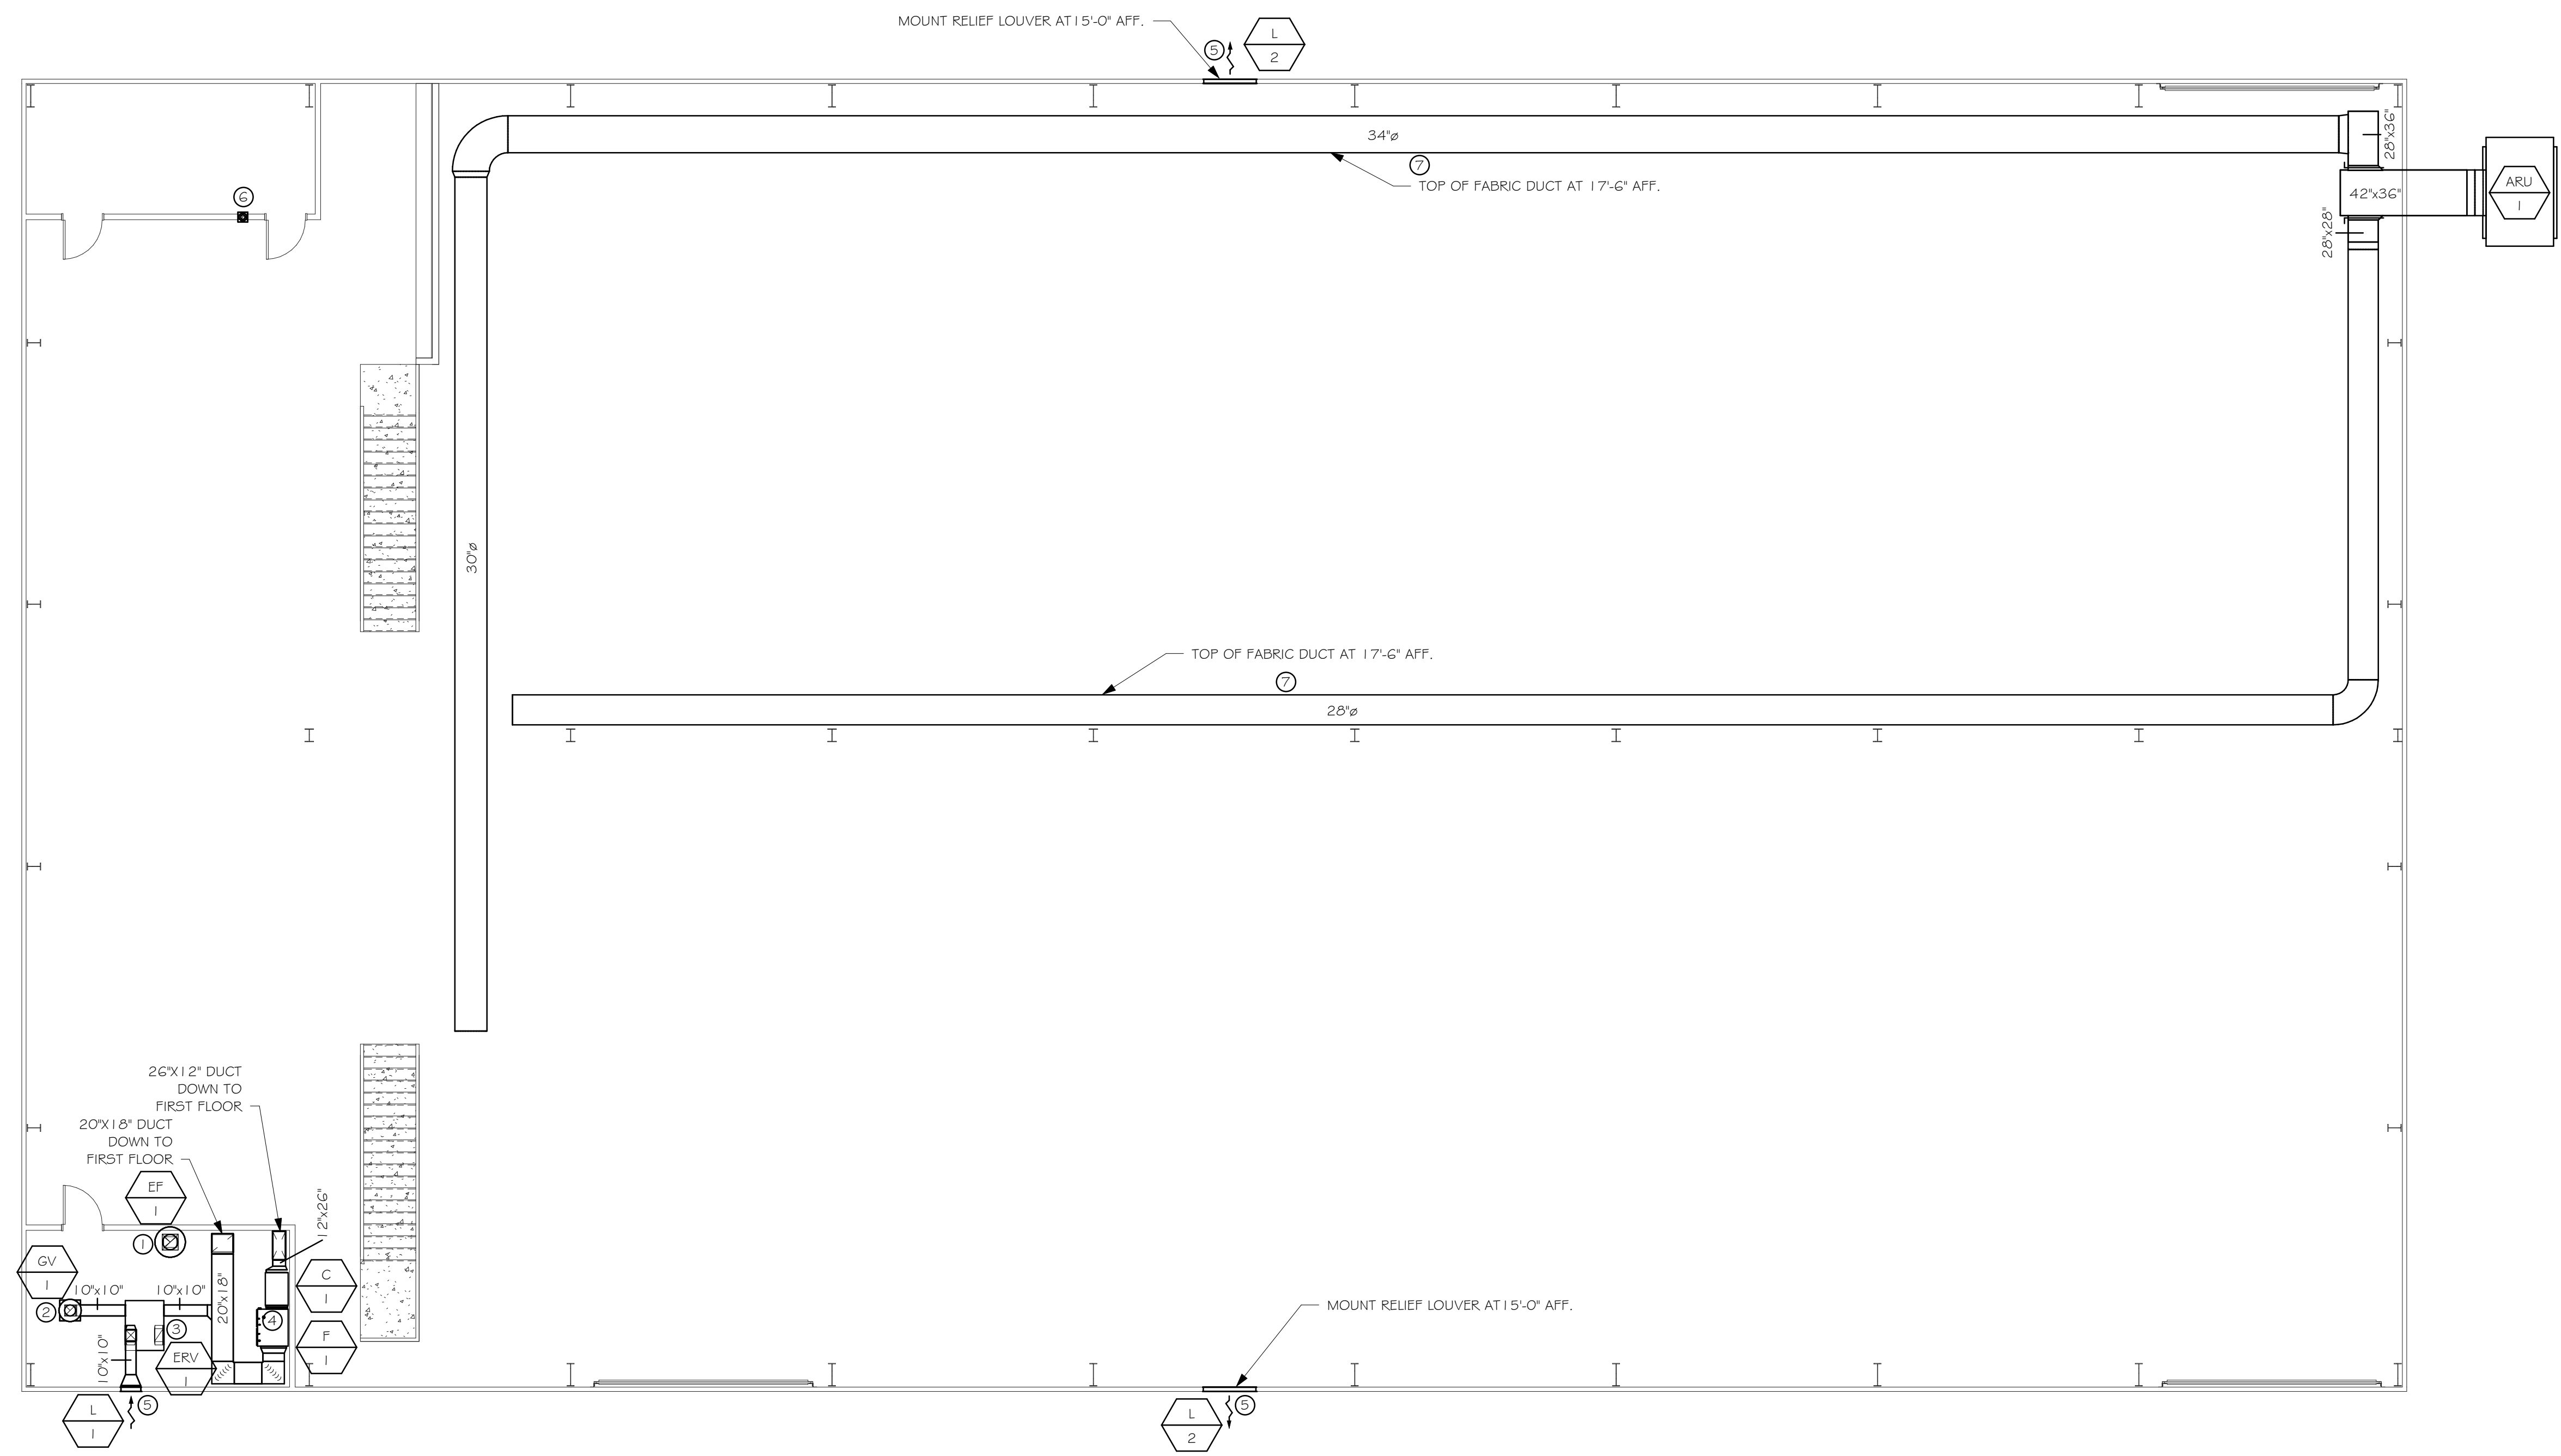 MOUNT RELIEF LOUVER AT 15'-0" AFF.
5
L
2
34"ø
7
TOP OF FABRIC DUCT AT 17'-6" AFF.
28"x36"
42"x36"
ARU
1
28"x28"
6
30"ø
TOP OF FABRIC DUCT AT 17'-6" AFF.
7
28"ø
26"X12" DUCT
DOWN TO
FIRST FLOOR
20"X18" DUCT
DOWN TO
FIRST FLOOR
EF
1
12"x26"
1
GV
1
2
10"x10"
10"x10"
20"x18"
C
1
4
3
F
1
10"x10"
ERV
1
L
1
5
MOUNT RELIEF LOUVER AT 15'-0" AFF.
L
2
5